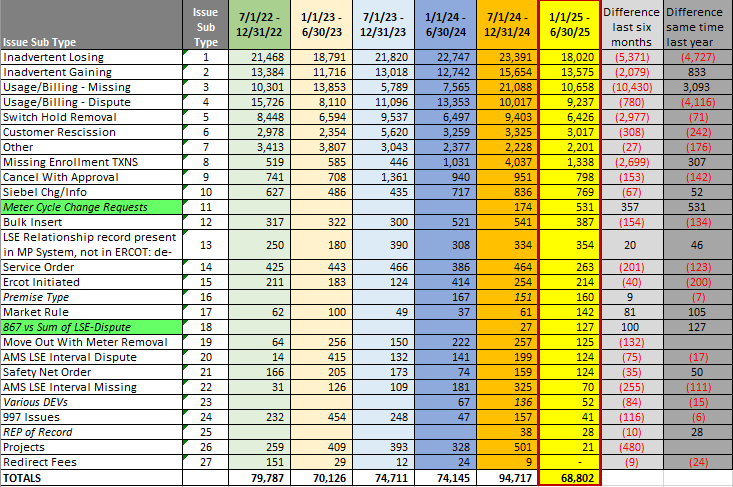 Issue Sub Type Issue Sub Type 7/1/22 - 12/31/22 1/1/23 - 6/30/23 7/1/23 - 12/31/23 1/1/24 - 6/30/24 7/1/24 - 12/31/24 1/1/25 - 6/30/25 Difference last six months Difference same time last year
Inadvertent Losing 1 21,468 18,791 21,820 22,747 23,391 18,020 (5,371) (4,727)
Inadvertent Gaining 2 13,384 11,716 13,018 12,742 15,654 13,575 (2,079) 833
Usage/Billing - Missing 3 10,301 13,853 5,789 7,565 21,088 10,658 (10,430) 3,093
Usage/Billing - Dispute 4 15,726 8,110 11,096 13,353 10,017 9,237 (780) (4,116)
Switch Hold Removal 5 8,448 6,594 9,537 6,497 9,403 6,426 (2,977) (71)
Customer Rescission 6 2,978 2,354 5,620 3,259 3,325 3,017 (308) (242)
Other 7 3,413 3,807 3,043 2,377 2,228 2,201 (27) (176)
Missing Enrollment TXNS 8 519 585 446 1,031 4,037 1,338 (2,699) 307
Cancel With Approval 9 741 708 1,361 940 951 798 (153) (142)
Siebel Chg/Info 10 627 486 435 717 836 769 (67) 52
Meter Cycle Change Requests 11 174 531 357 531
Bulk Insert 12 317 322 300 521 541 387 (154) (134)
LSE Relationship record present
in MP System, not in ERCOT: de- 13 250 180 390 308 334 354 20 46
Service Order 14 425 443 466 386 464 263 (201) (123)
Ercot Initiated 15 211 183 124 414 254 214 (40) (200)
Premise Type 16 167 151 160 9 (7)
Market Rule 17 62 100 49 37 61 142 81 105
867 vs Sum of LSE-Dispute 18 27 127 100 127
Move Out With Meter Removal 19 64 256 150 222 257 125 (132)
AMS LSE Interval Dispute 20 14 415 132 141 199 124 (75) (17)
Safety Net Order 21 166 205 173 74 159 124 (35) 50
AMS LSE Interval Missing 22 31 126 109 181 325 70 (255) (111)
Various DEVs 23 67 136 52 (84) (15)
997 Issues 24 232 454 248 47 157 41 (116) (6)
REP of Record 25 38 28 (10) 28
Projects 26 259 409 393 328 501 21 (480)
Redirect Fees 27 151 29 12 24 9 - (9) (24)
TOTALS 79,787 70,126 74,711 74,145 94,717 68,802